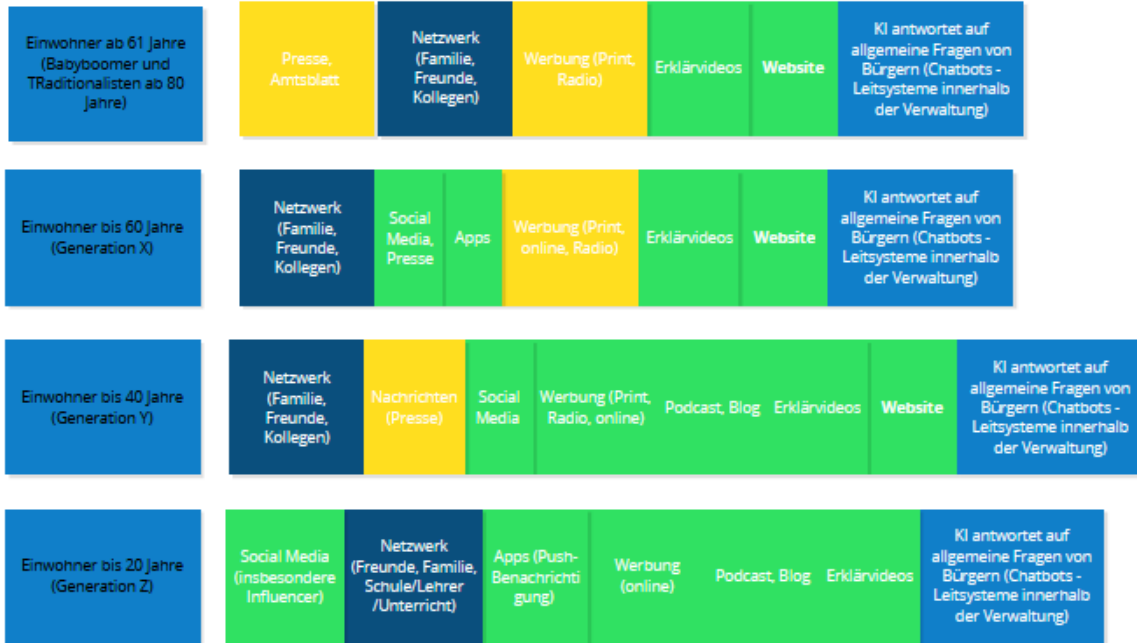 Einwohner ab 61 Jahre
(Babyboomer und
TRaditionalisten ab 80
Jahre)
Presse,
Amtsblatt
Netzwerk
(Familie,
Freunde,
Kollegen)
Werbung (Print,
Radio)
Erklärvideos
Website
KI antwortet auf
allgemeine Fragen von
Bürgern (Chatbots -
Leitsysteme innerhalb
der Verwaltung)
Einwohner bis 60 Jahre
(Generation X)
Netzwerk
(Familie,
Freunde,
Kollegen)
Social
Media,
Presse
Apps
Werbung (Print,
online, Radio)
Erklärvideos
Website
KI antwortet auf
allgemeine Fragen von
Bürgern (Chatbots -
Leitsysteme innerhalb
der Verwaltung)
Einwohner bis 40 Jahre
(Generation Y)
Netzwerk
(Familie,
Freunde,
Kollegen)
Nachrichten
(Presse)
Social
Media
Werbung (Print,
Radio, online)
Podcast, Blog
Erklärvideos
Website
KI antwortet auf
allgemeine Fragen von
Bürgern (Chatbots -
Leitsysteme innerhalb
der Verwaltung)
Einwohner bis 20 Jahre
(Generation Z)
Social Media
(insbesondere
Influencer)
Netzwerk
(Freunde, Familie,
Schule/Lehrer
/Unterricht)
Apps (Push-
Benachrichti
gung)
Werbung
(online)
Podcast, Blog
Erklärvideos
KI antwortet auf
allgemeine Fragen von
Bürgern (Chatbots -
Leitsysteme innerhalb
der Verwaltung)